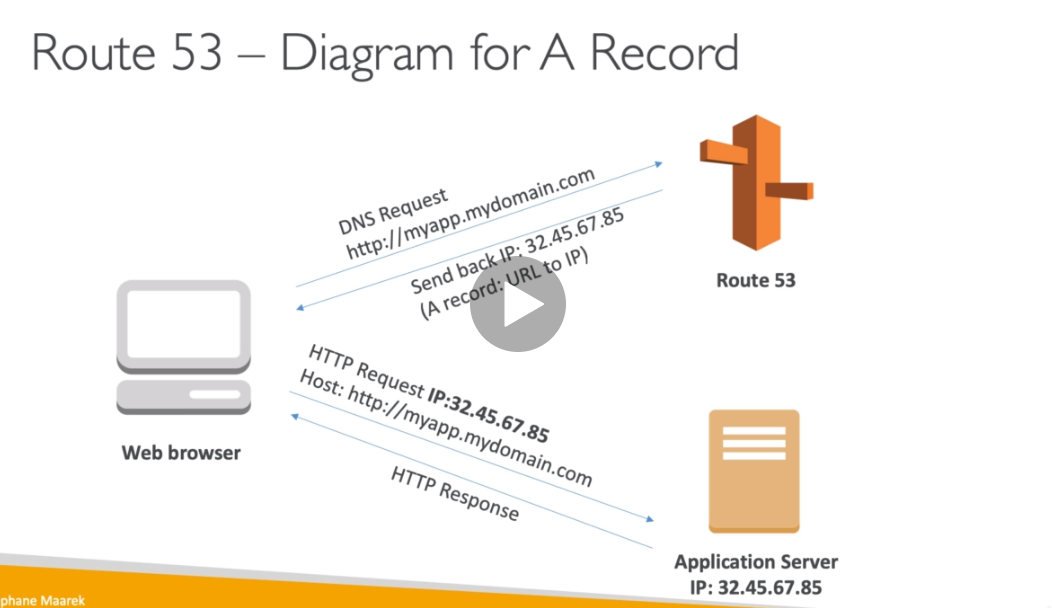 Route 53 – Diagram for A Record
DNS Request
http://myapp.mydomain.com
Send back IP: 32.45.67.85
(A record: URL to IP)
Route 53
HTTP Request IP:32.45.67.85
Host: http://myapp.mydomain.com
Web browser
HTTP Response
Application Server
IP: 32.45.67.85
phane Maarek